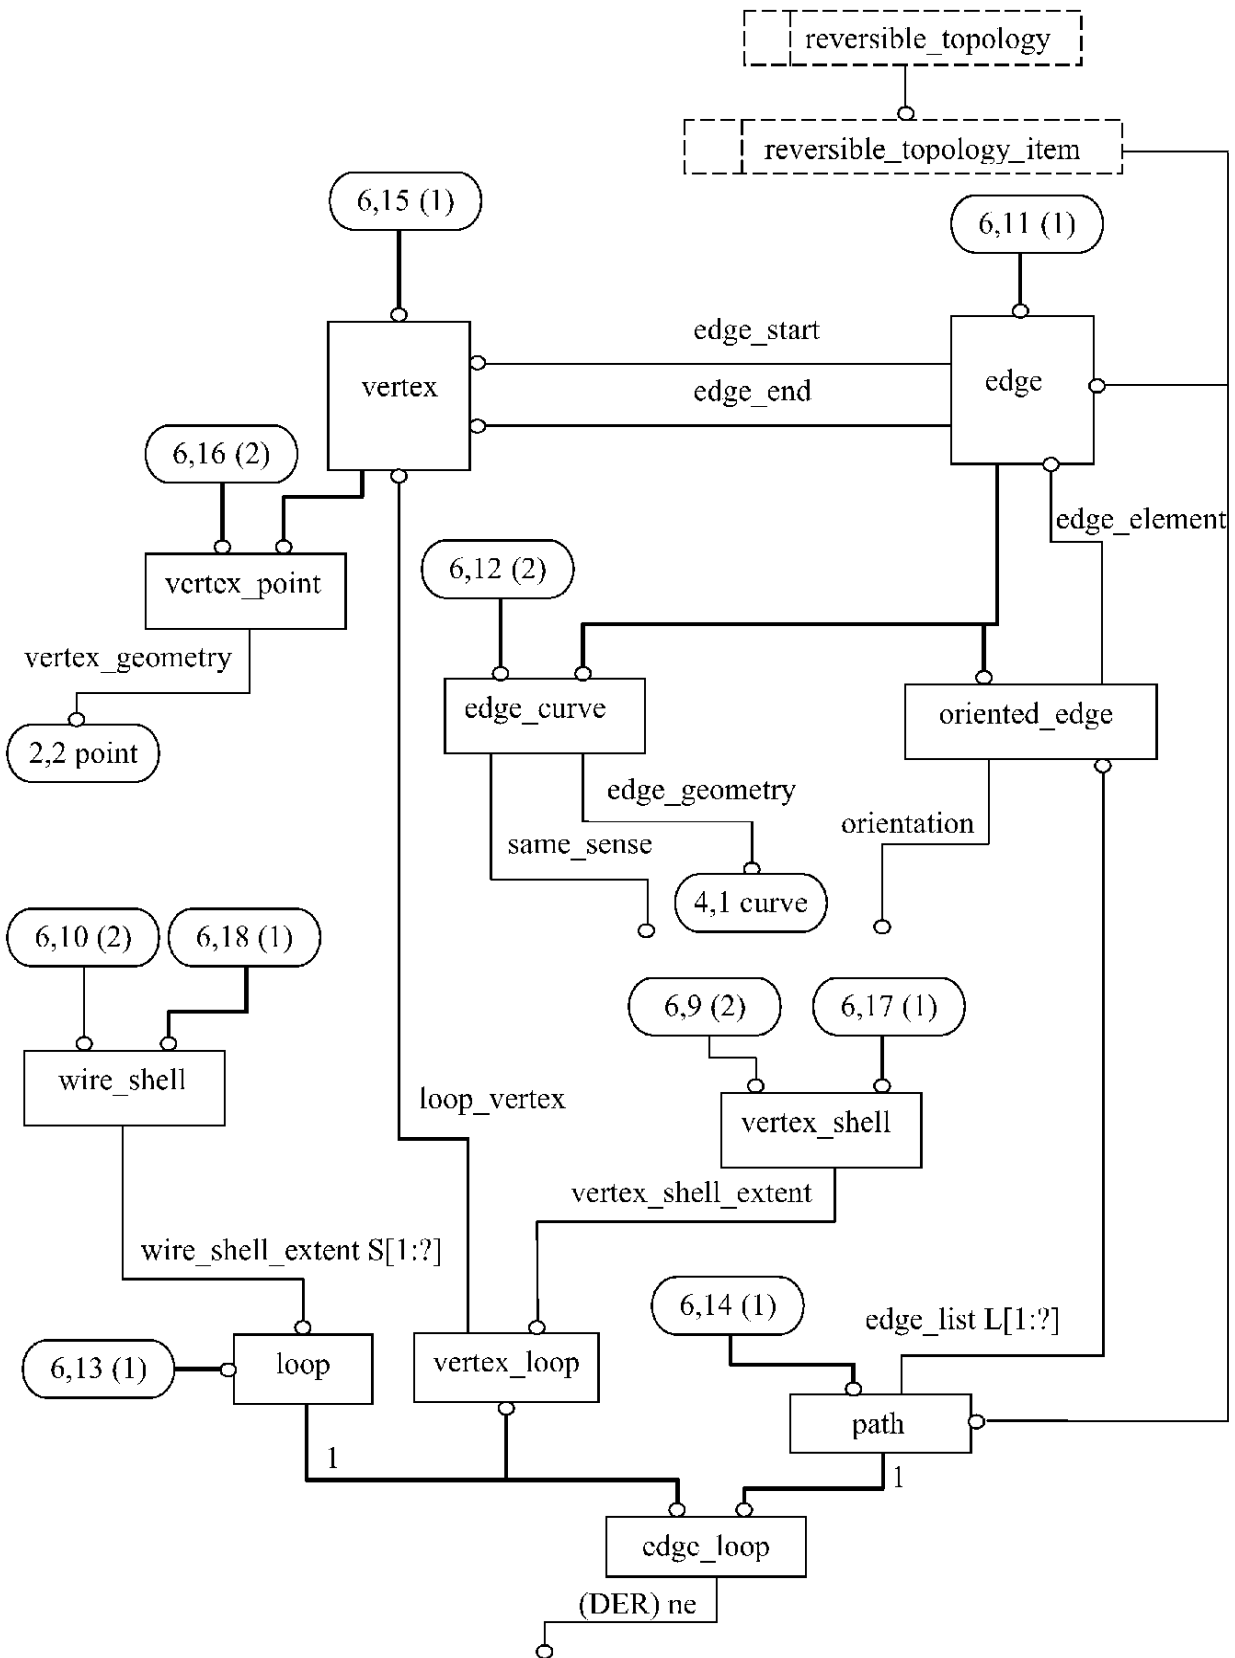 reversible_topology
reversible_topology_item
6,15 (1)
6,11 (1)
edge_start
vertex
edge
edge_end
6,16 (2)
edge_element
6,12 (2)
vertex_point
vertex_geometry
edge_curve
oriented_edge
2,2 point
edge_geometry
orientation
same_sense
4,1 curve
6,10 (2)
6,18 (1)
6,9 (2)
6,17 (1)
wire_shell
loop_vertex
vertex_shell
vertex_shell_extent
wire_shell_extent S[1:?]
6,14 (1)
edge_list L[1:?]
6,13 (1)
loop
vertex_loop
path
1
1
edge_loop
(DER) ne